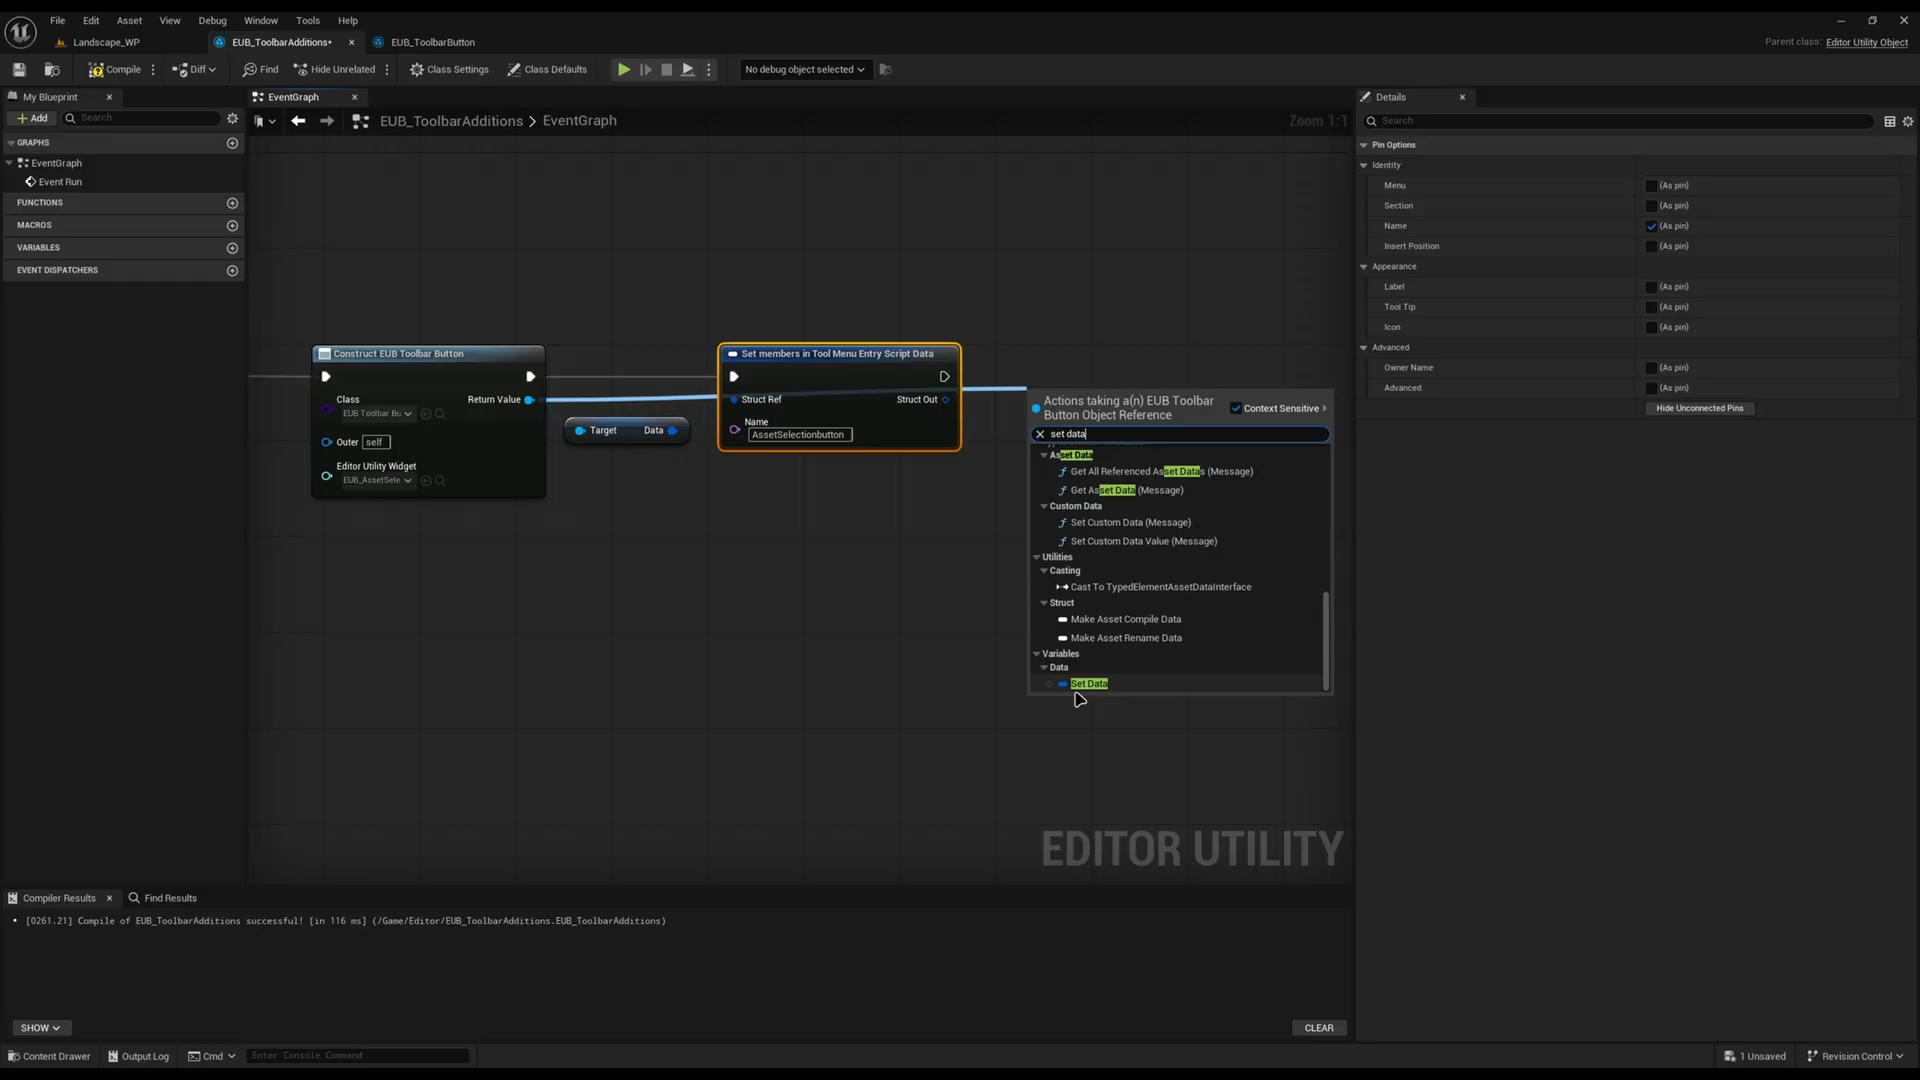 File Edit Asset View Debug Window Tools Help
Landscape_WP EUB_ToolbarAdditions• EUB_ToolbarButton Parent class: Editor Utility Object
Compile Diff Find Hide Unrelated Class Settings Class Defaults No debug object selected
My Blueprint EventGraph Details
Add Search EUB_ToolbarAdditions > EventGraph Zoom 1:1 Search
GRAPHS
EventGraph
Event Run
FUNCTIONS
MACROS
VARIABLES
EVENT DISPATCHERS
Construct EUB Toolbar Button
Class
EUB Toolbar Bu
Return Value
Outer self
Editor Utility Widget
EUB_AssetSele
Target Data
Set members in Tool Menu Entry Script Data
Struct Ref Struct Out
Name
AssetSelectionbutton
Actions taking a(n) EUB Toolbar
Button Object Reference
Context Sensitive
set data
Asset Data
Get All Referenced Asset Datas (Message)
Get Asset Data (Message)
Custom Data
Set Custom Data (Message)
Set Custom Data Value (Message)
Utilities
Casting
Cast To TypedElementAssetDataInterface
Struct
Make Asset Compile Data
Make Asset Rename Data
Variables
Data
Set Data
EDITOR UTILITY
Pin Options
Identity
Menu (As pin)
Section (As pin)
Name (As pin)
Insert Position (As pin)
Appearance
Label (As pin)
Tool Tip (As pin)
Icon (As pin)
Advanced
Owner Name (As pin)
Advanced (As pin)
Hide Unconnected Pins
Compiler Results Find Results
• [0261.21] Compile of EUB_ToolbarAdditions successful! [in 116 ms] (/Game/Editor/EUB_ToolbarAdditions.EUB_ToolbarAdditions)
SHOW CLEAR
Content Drawer Output Log Cmd Enter Console Command 1 Unsaved Revision Control